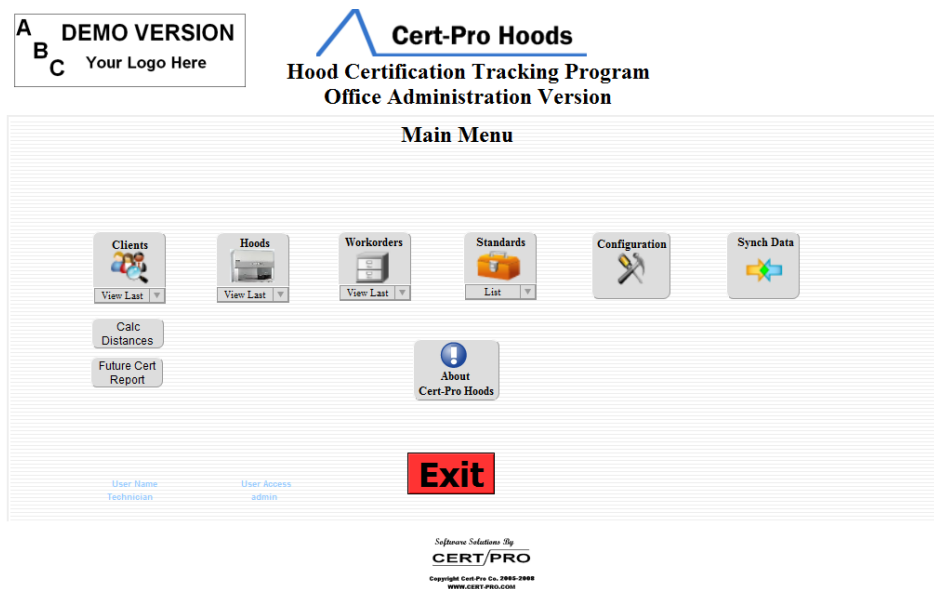 A
B
C
DEMO VERSION
Your Logo Here
Cert-Pro Hoods
Hood Certification Tracking Program
Office Administration Version
Main Menu
Clients
View Last
Hoods
View Last
Workorders
View Last
Standards
List
Configuration
Synch Data
Calc
Distances
Future Cert
Report
About
Cert-Pro Hoods
Exit
User Name
Technician
User Access
admin
Software Solutions By
CERT/PRO
Copyright Cert-Pro Co. 2005-2008
WWW.CERT-PRO.COM